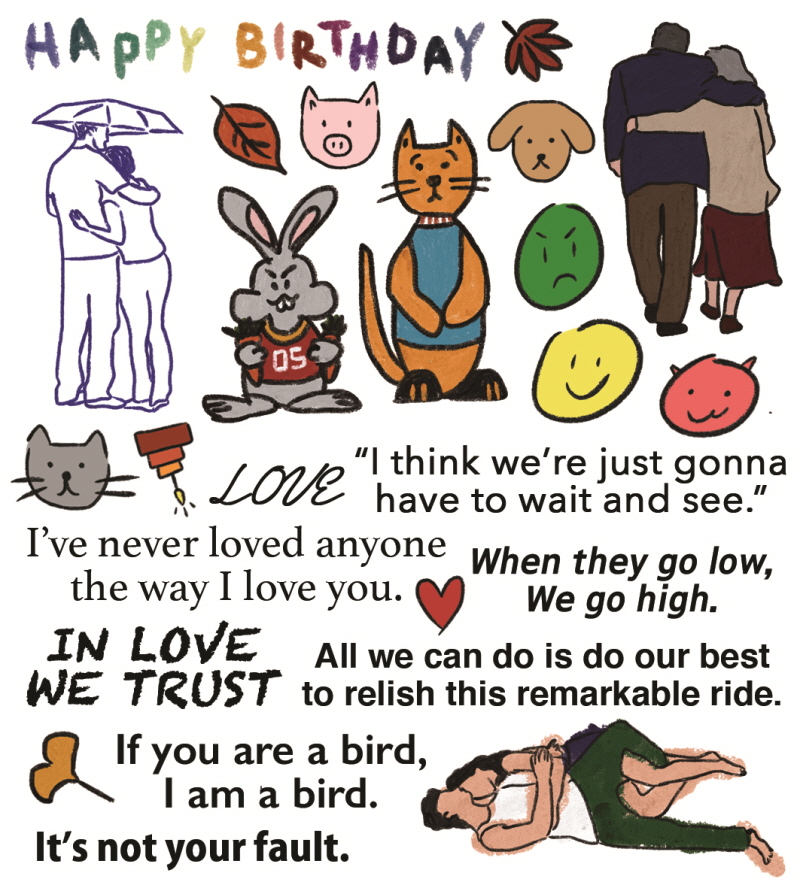 HAPPY BIRTHDAY
05
LOVE
“I think we’re just gonna
have to wait and see.”
I’ve never loved anyone
the way I love you.
When they go low,
We go high.
IN LOVE
WE TRUST
All we can do is do our best
to relish this remarkable ride.
If you are a bird,
I am a bird.
It’s not your fault.